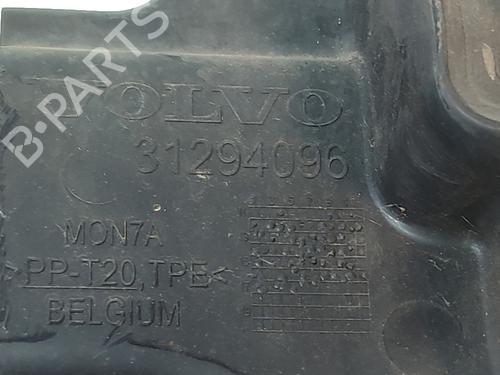 VOLVO
31294096
MON7A
>PP-T20,TPE<
BELGIUM
B-PARTS